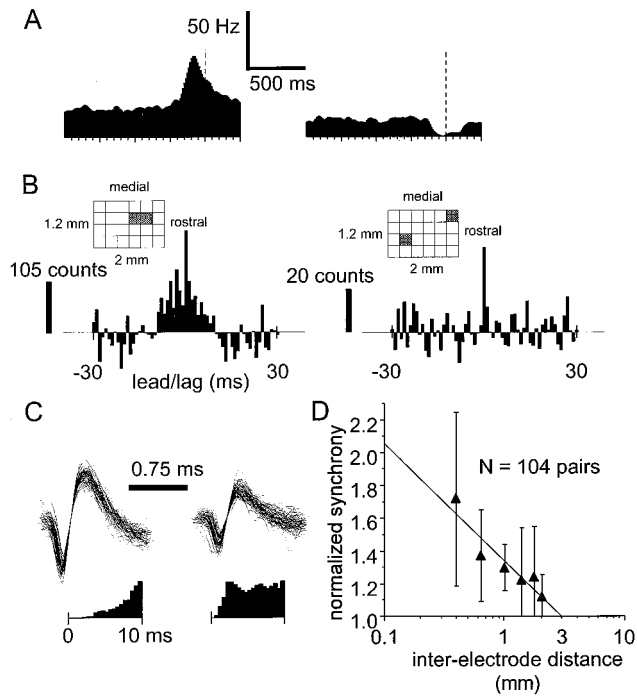 A
50 Hz
500 ms
B
medial
1.2 mm
rostral
2 mm
105 counts
-30
30
lead/lag (ms)
medial
1.2 mm
rostral
2 mm
20 counts
-30
30
C
0.75 ms
0
10 ms
D
normalized synchrony
2.2
2.0
1.8
1.6
1.4
1.2
1.0
N = 104 pairs
0.1
1
3
10
inter-electrode distance
(mm)